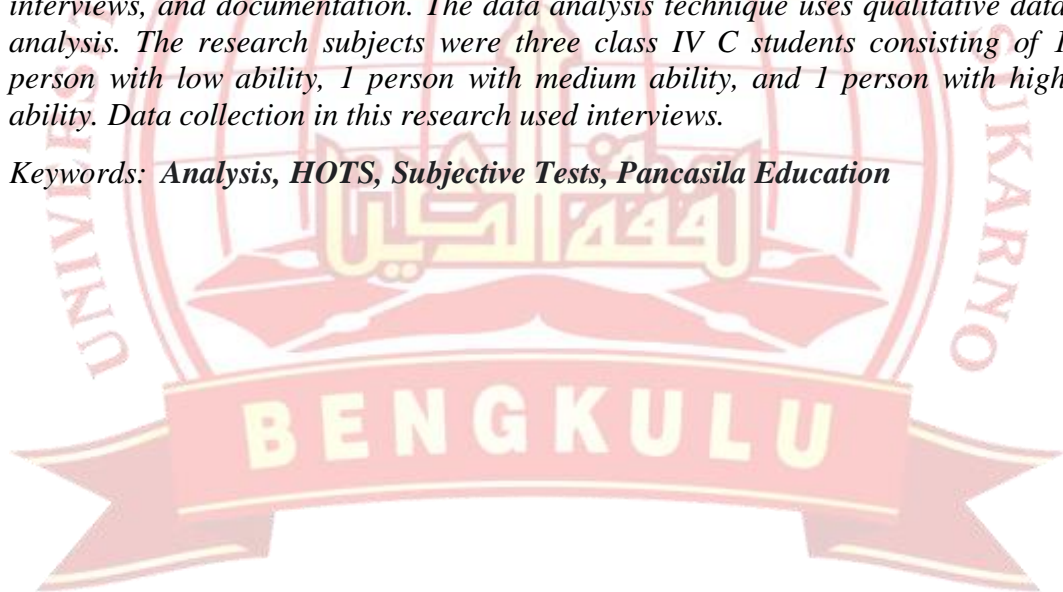 interviews, and documentation. The data analysis technique uses qualitative data
analysis. The research subjects were three class IV C students consisting of 1
person with low ability, 1 person with medium ability, and 1 person with high
ability. Data collection in this research used interviews.
Keywords: Analysis, HOTS, Subjective Tests, Pancasila Education
BENGKULU